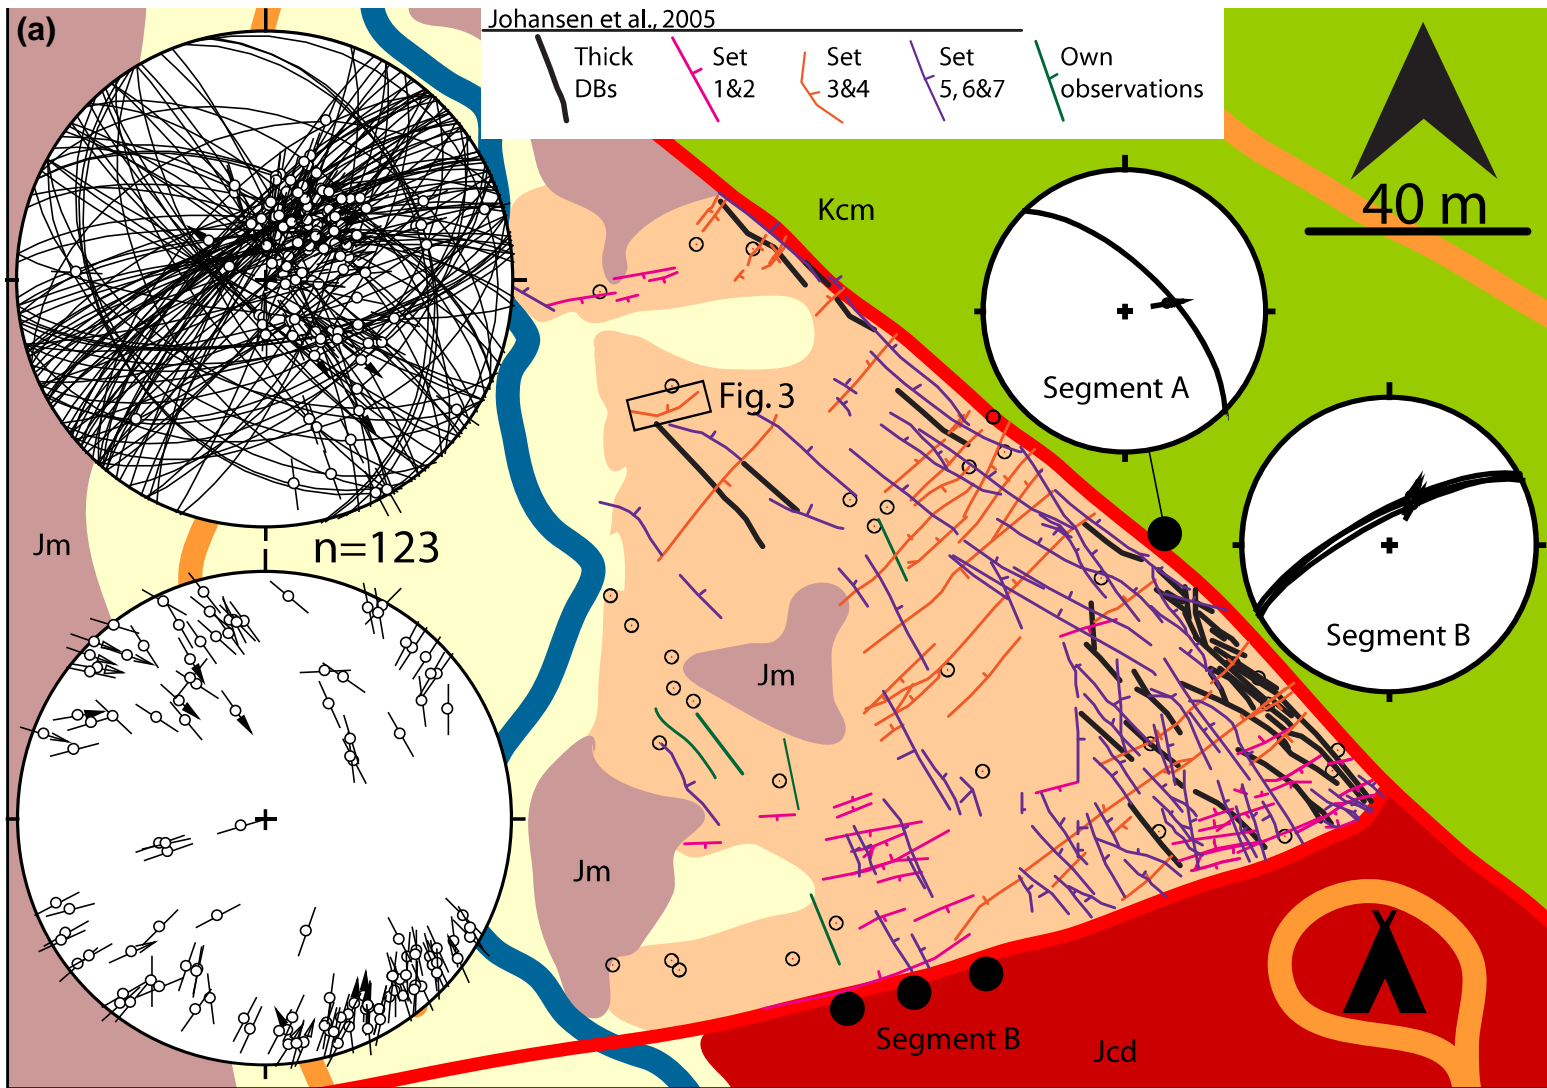 (a)
Johansen et al., 2005
Thick DBs
Set 1&2
Set 3&4
Set 5, 6&7
Own observations
40 m
Kcm
Segment A
Fig. 3
Segment B
Jm
n=123
Jm
Jm
Segment B
Jcd